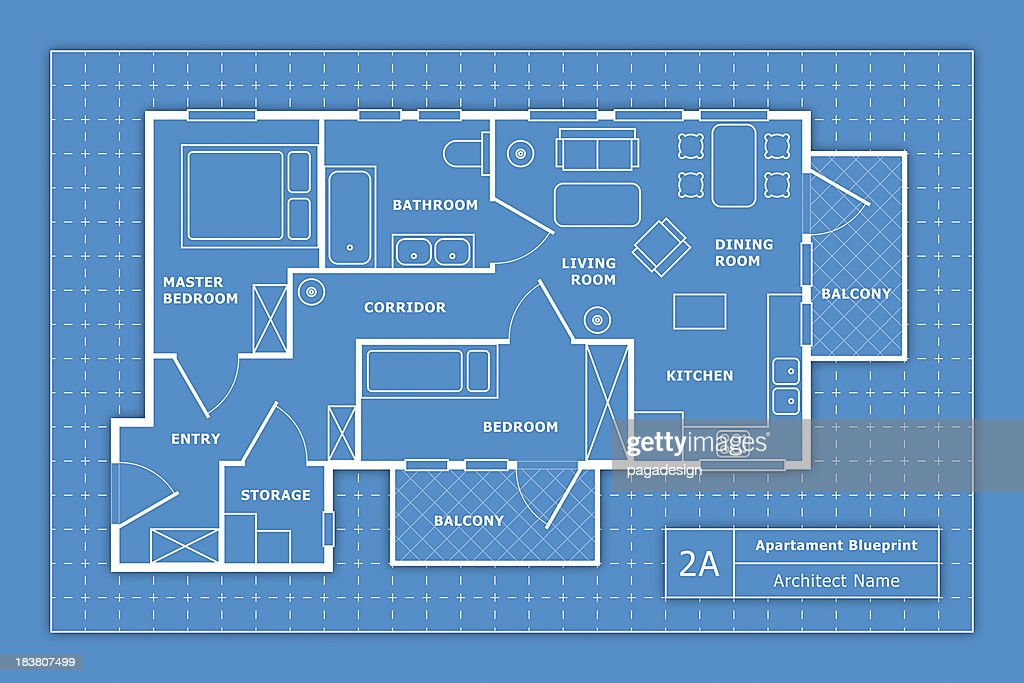 BATHROOM
LIVING
ROOM
DINING
ROOM
MASTER
BEDROOM
CORRIDOR
BALCONY
KITCHEN
ENTRY
BEDROOM
STORAGE
BALCONY
gettyimages®
pagadesign
2A
Apartament Blueprint
Architect Name
183807499